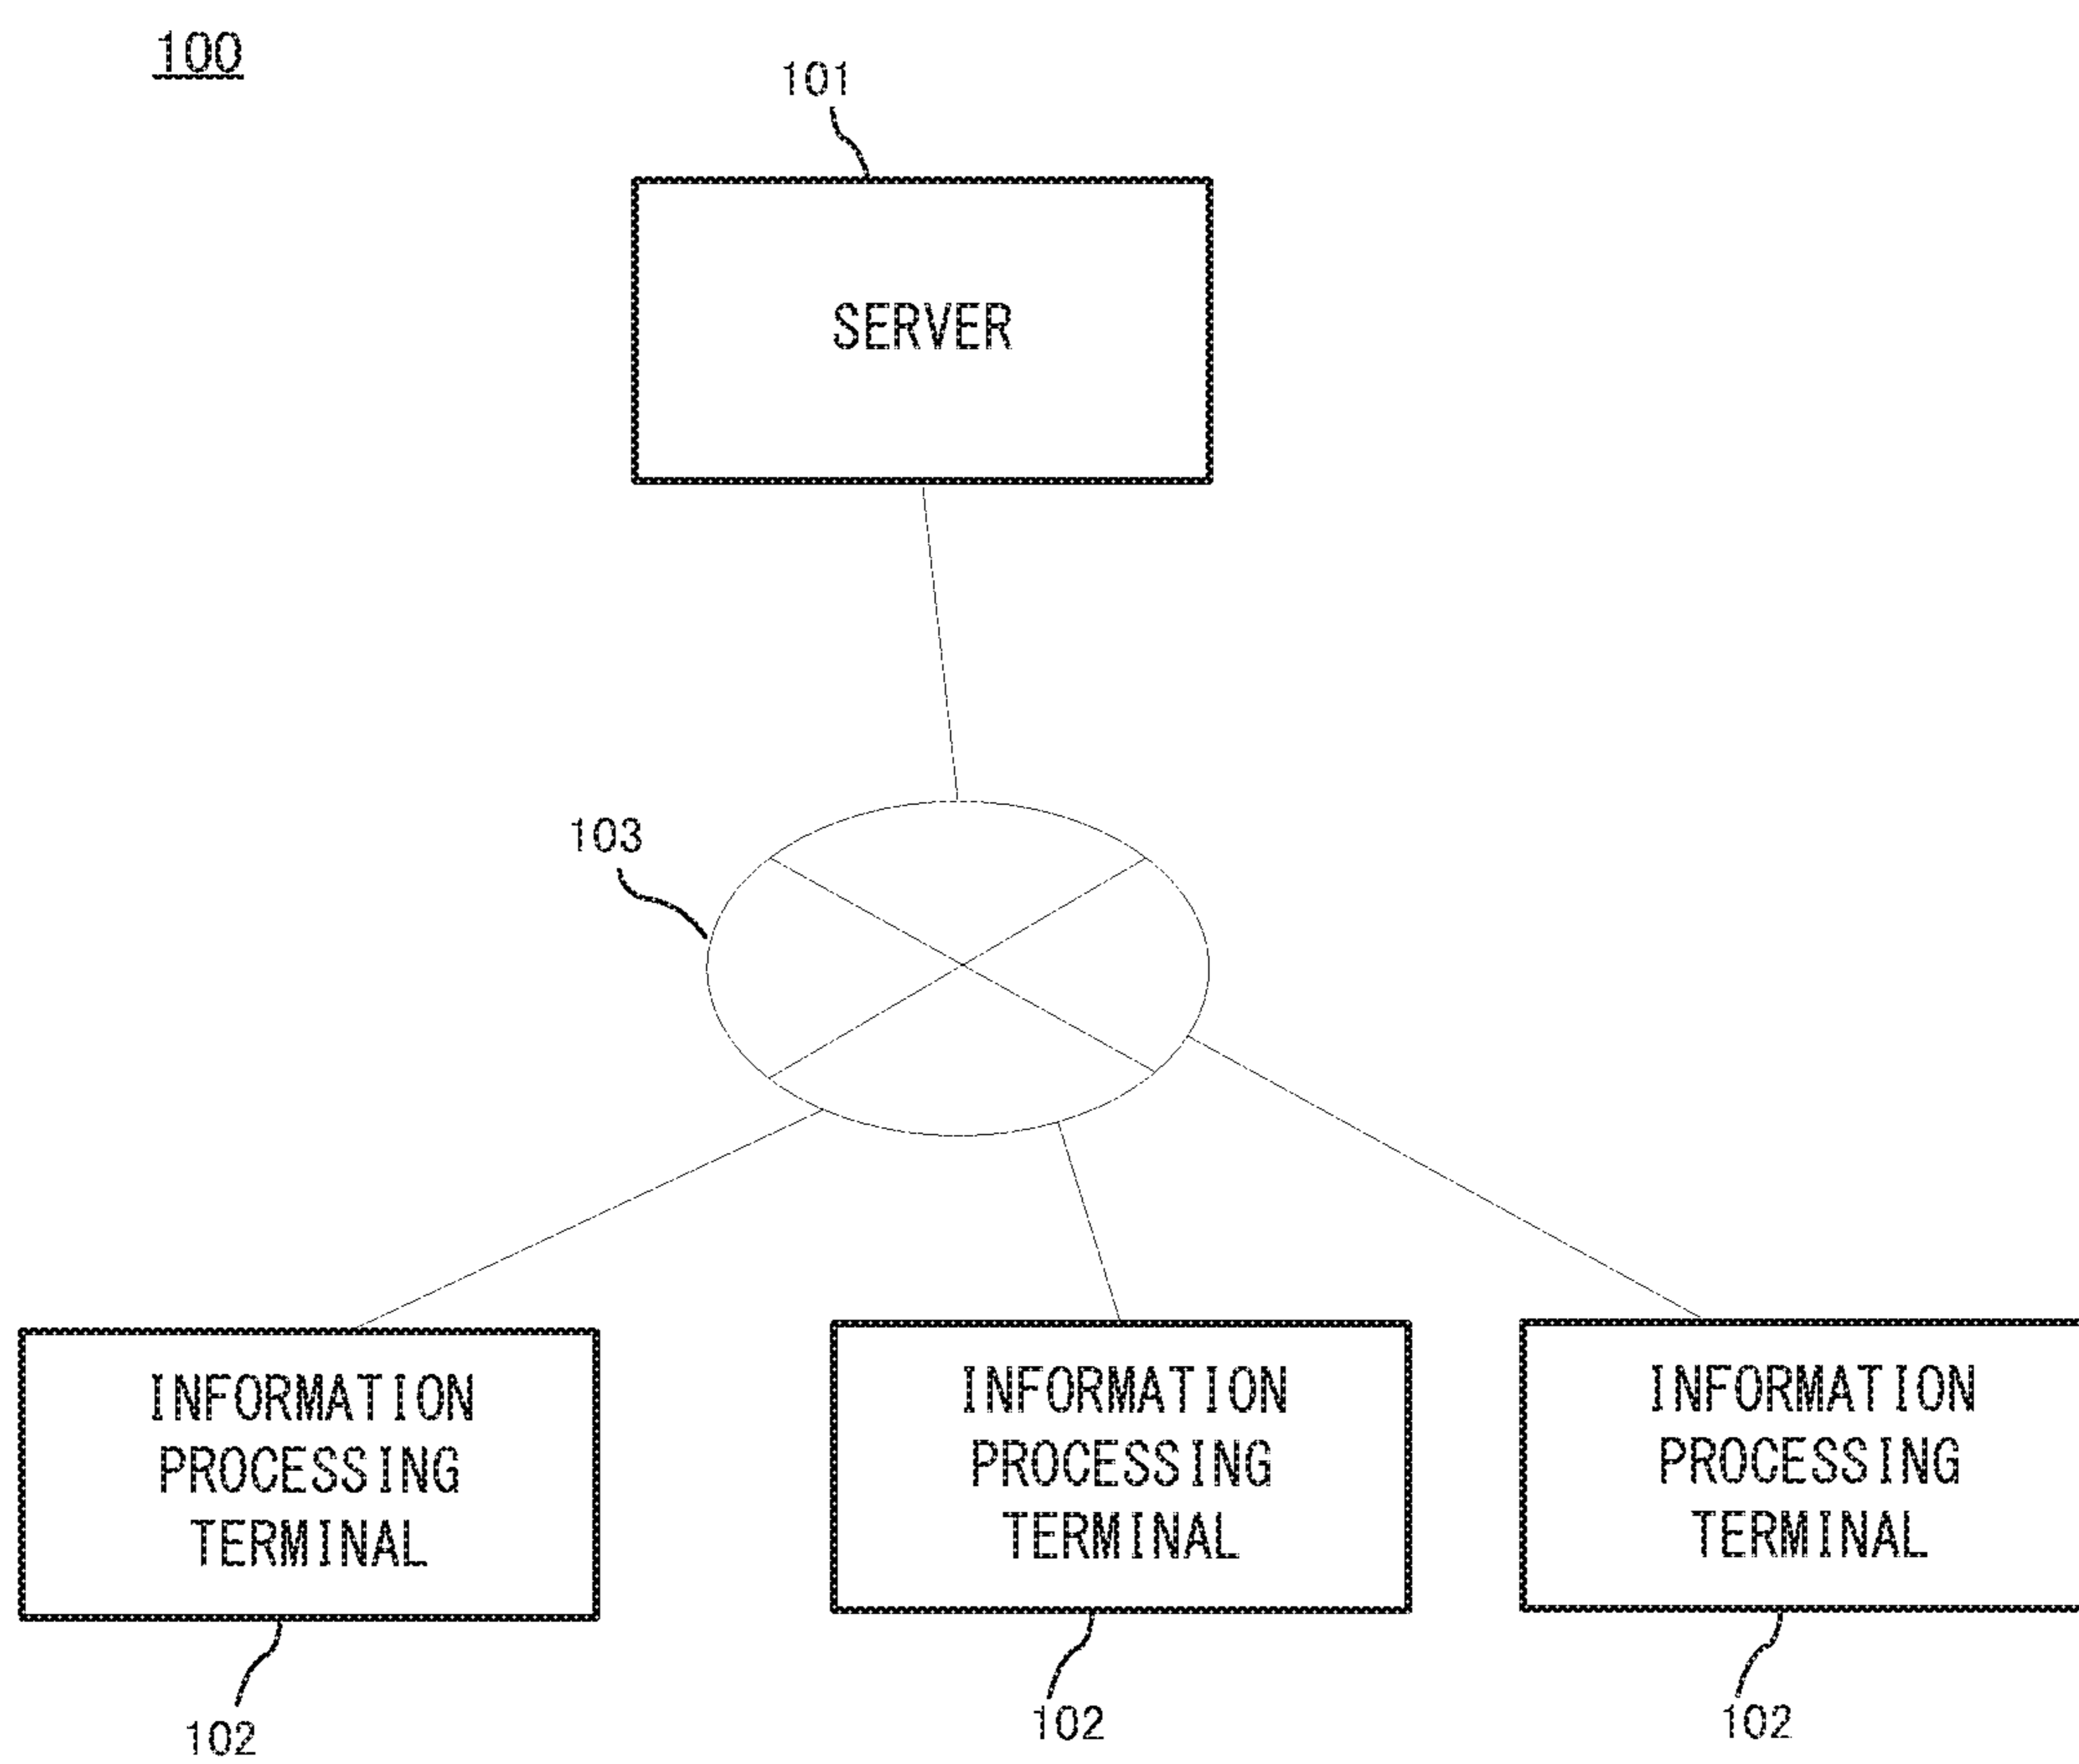 100
101
SERVER
103
INFORMATION
PROCESSING
TERMINAL
INFORMATION
PROCESSING
TERMINAL
INFORMATION
PROCESSING
TERMINAL
102
102
102